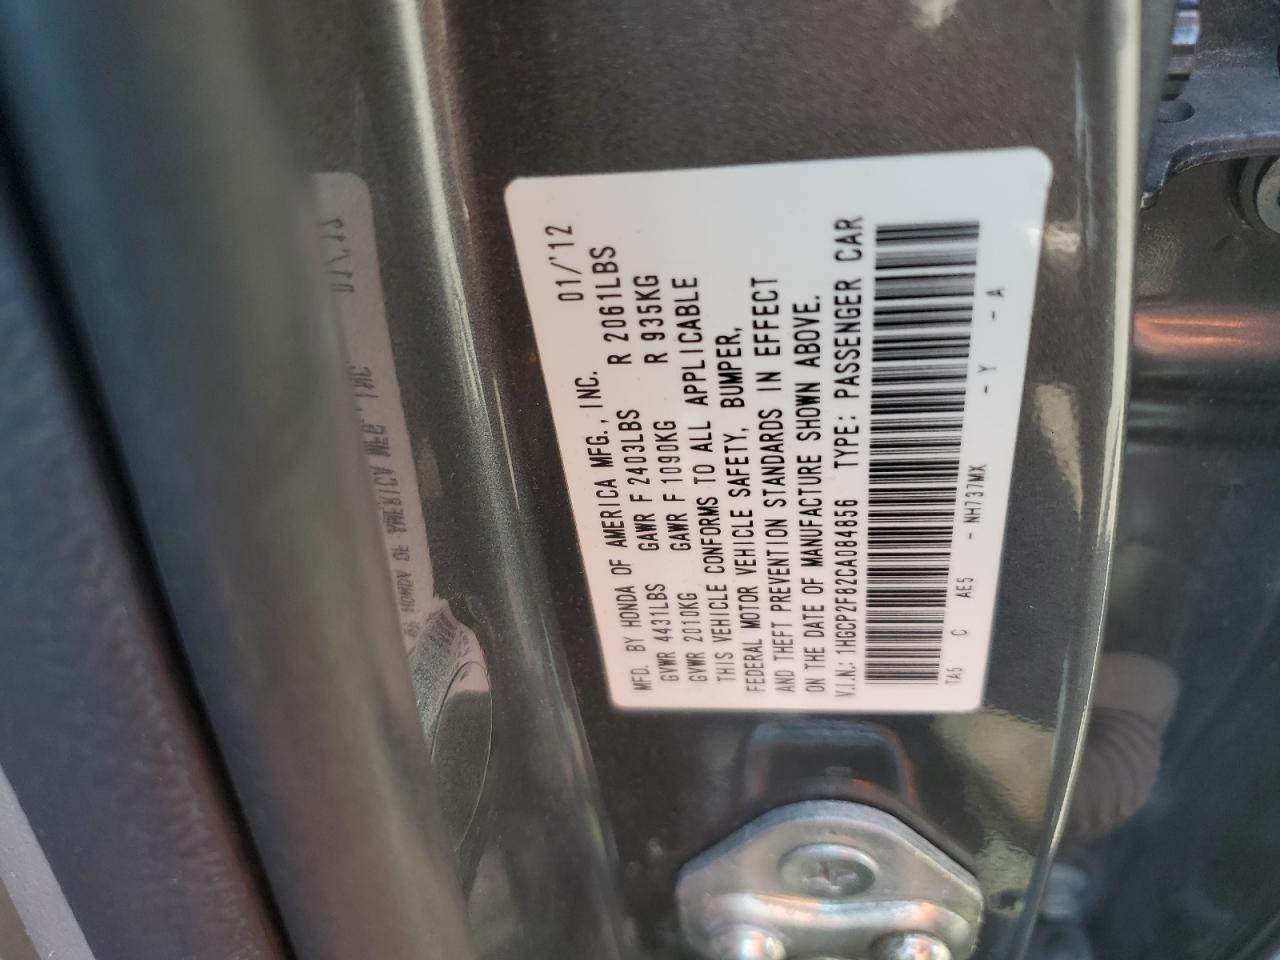 MFD. BY HONDA OF AMERICA MFG., INC. 01/'12
GVWR 4431LBS GAWR F 2403LBS R 2061LBS
GVWR 2010KG GAWR F 1090KG R 935KG
THIS VEHICLE CONFORMS TO ALL APPLICABLE
FEDERAL MOTOR VEHICLE SAFETY, BUMPER,
AND THEFT PREVENTION STANDARDS IN EFFECT
ON THE DATE OF MANUFACTURE SHOWN ABOVE.
V.I.N.: 1HGCP2F82CA084856 TYPE: PASSENGER CAR
TA5 C AE5 - NH737MX - Y - A